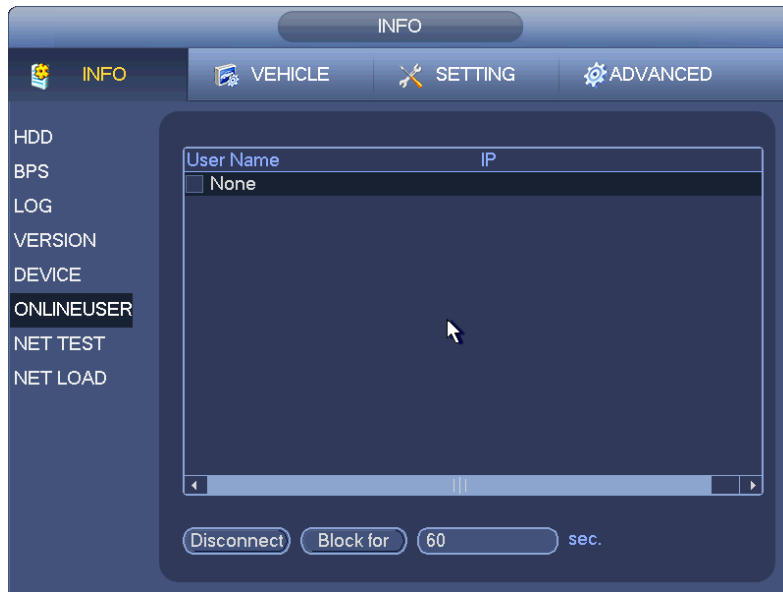 INFO
INFO VEHICLE SETTING ADVANCED
HDD
BPS
LOG
VERSION
DEVICE
ONLINEUSER
NET TEST
NET LOAD
User Name IP
None
Disconnect Block for 60 sec.